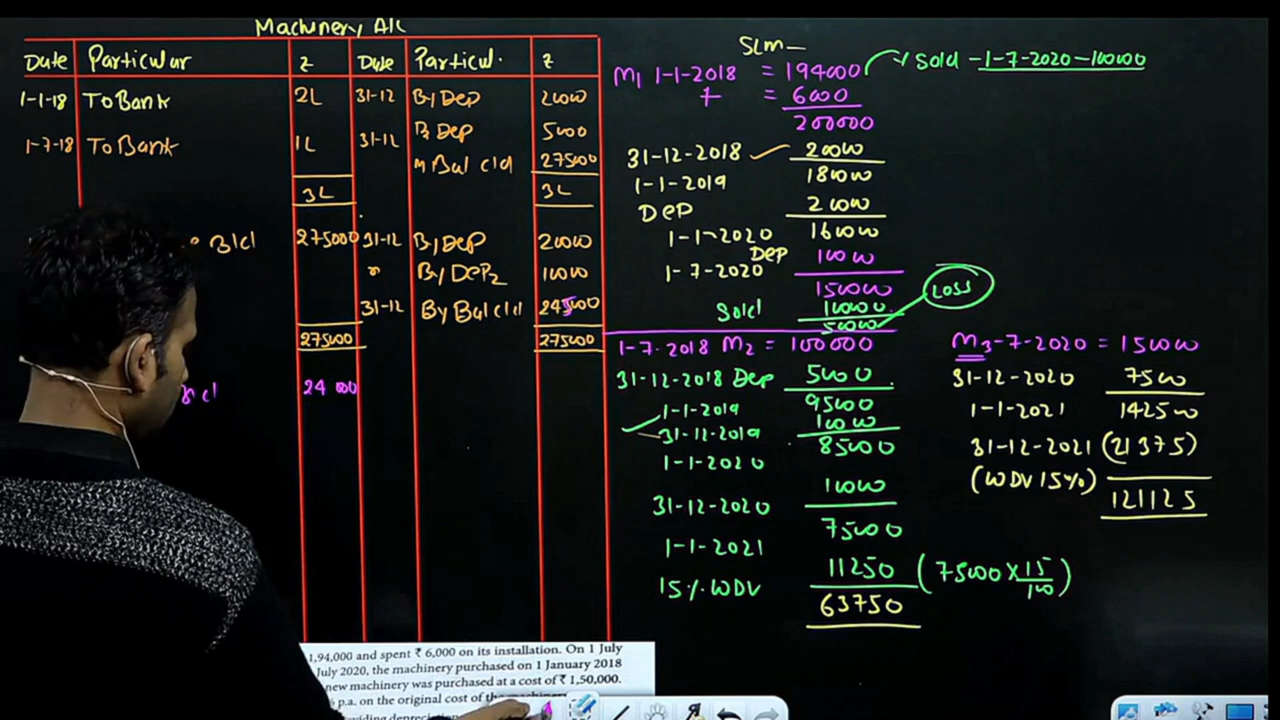 Machinery A/c
Date Particular ₹ Date Particul. ₹
1-1-18 To Bank 2L 31-12 By Dep 20000
1-7-18 To Bank 1L 31-12 By Dep 5000
" Bal c/d 275000
3L 3L
B/d 275000 31-12 By Dep 20000
" By DEP2 10000
31-12 By Bal c/d 245000
275000 275000
24 000
SLM -
M1 1-1-2018 = 194000 → Sold - 1-7-2020 - 100000
+ = 6000
200000
31-12-2018 20000
1-1-2019 180000
DEP 20000
1-1-2020 160000
Dep 10000
1-7-2020
150000
Sold 100000
50000 LOSS
1-7-2018 M2 = 100000
31-12-2018 Dep 5000
1-1-2019 95000
10000
31-12-2019 85000
1-1-2020
10000
31-12-2020
75000
1-1-2021
15% WDV 11250 (75000 × 15/100)
63750
M3-7-2020 = 150000
31-12-2020 7500
1-1-2021 142500
31-12-2021 (21375)
(WDV 15%)
121125
1,94,000 and spent ₹ 6,000 on its installation. On 1 July
July 2020, the machinery purchased on 1 January 2018
new machinery was purchased at a cost of ₹ 1,50,000.
p.a. on the original cost of the